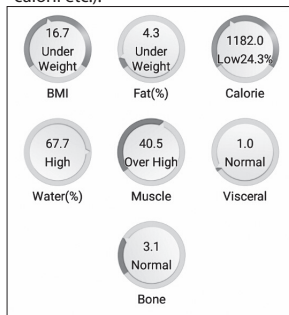 calorii etc).
16.7
Under
Weight
BMI
4.3
Under
Weight
Fat(%)
1182.0
Low24.3%
Calorie
67.7
High
Water(%)
40.5
Over High
Muscle
1.0
Normal
Visceral
3.1
Normal
Bone